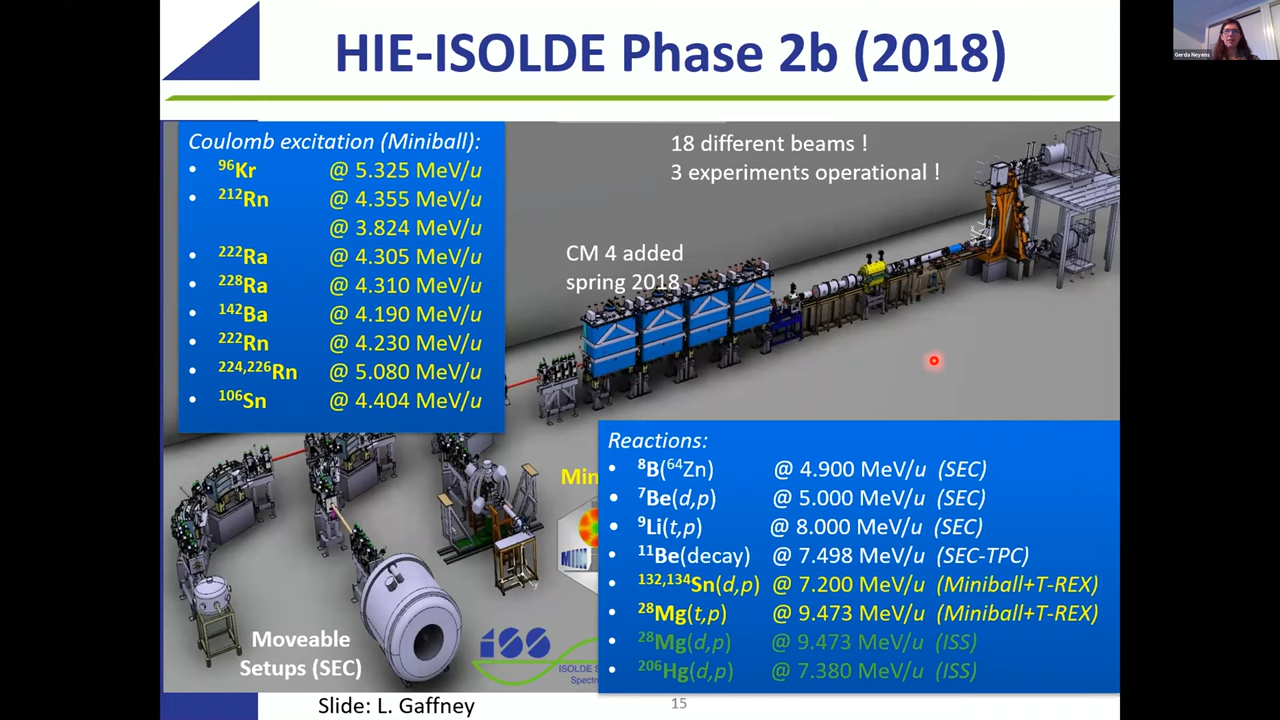 HIE-ISOLDE Phase 2b (2018)
Gerda Neyens
Coulomb excitation (Miniball):
• ⁹⁶Kr @ 5.325 MeV/u
• ²¹²Rn @ 4.355 MeV/u
@ 3.824 MeV/u
• ²²²Ra @ 4.305 MeV/u
• ²²⁸Ra @ 4.310 MeV/u
• ¹⁴²Ba @ 4.190 MeV/u
• ²²²Rn @ 4.230 MeV/u
• ²²⁴,²²⁶Rn @ 5.080 MeV/u
• ¹⁰⁶Sn @ 4.404 MeV/u
18 different beams !
3 experiments operational !
CM 4 added
spring 2018
Reactions:
• ⁸B(⁶⁴Zn) @ 4.900 MeV/u (SEC)
• ⁷Be(d,p) @ 5.000 MeV/u (SEC)
• ⁹Li(t,p) @ 8.000 MeV/u (SEC)
• ¹¹Be(decay) @ 7.498 MeV/u (SEC-TPC)
• ¹³²,¹³⁴Sn(d,p) @ 7.200 MeV/u (Miniball+T-REX)
• ²⁸Mg(t,p) @ 9.473 MeV/u (Miniball+T-REX)
• ²⁸Mg(d,p) @ 9.473 MeV/u (ISS)
• ²⁰⁶Hg(d,p) @ 7.380 MeV/u (ISS)
Min
MINI
Moveable
Setups (SEC)
ISS
ISOLDE S
Spectr
Slide: L. Gaffney
15